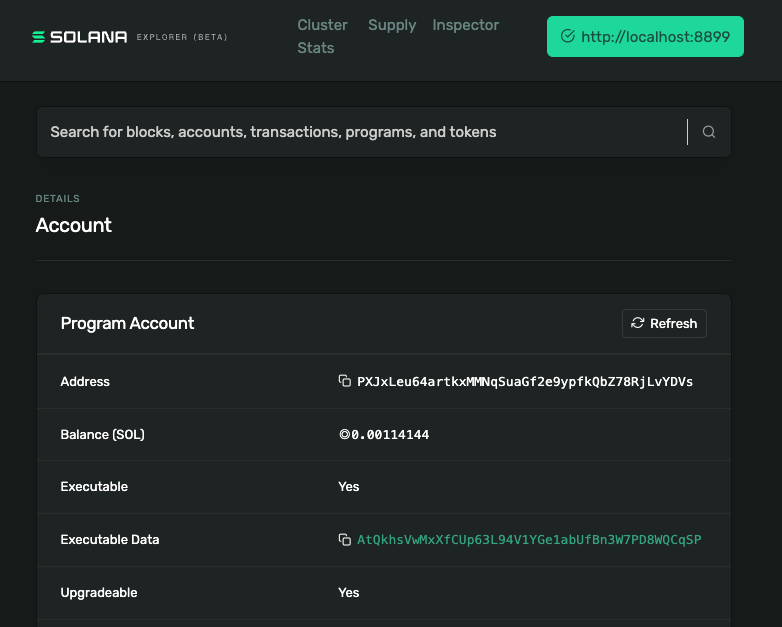 SOLANA EXPLORER (BETA)
Cluster Stats
Supply
Inspector
http://localhost:8899
Search for blocks, accounts, transactions, programs, and tokens
DETAILS
Account
Program Account
Refresh
Address PXJxLeu64artkxMMNqSuaGf2e9ypfkQbZ78RjLvYDVs
Balance (SOL) ◎0.00114144
Executable Yes
Executable Data AtQkhsVwMxXfCUp63L94V1YGe1abUfBn3W7PD8WQCqSP
Upgradeable Yes